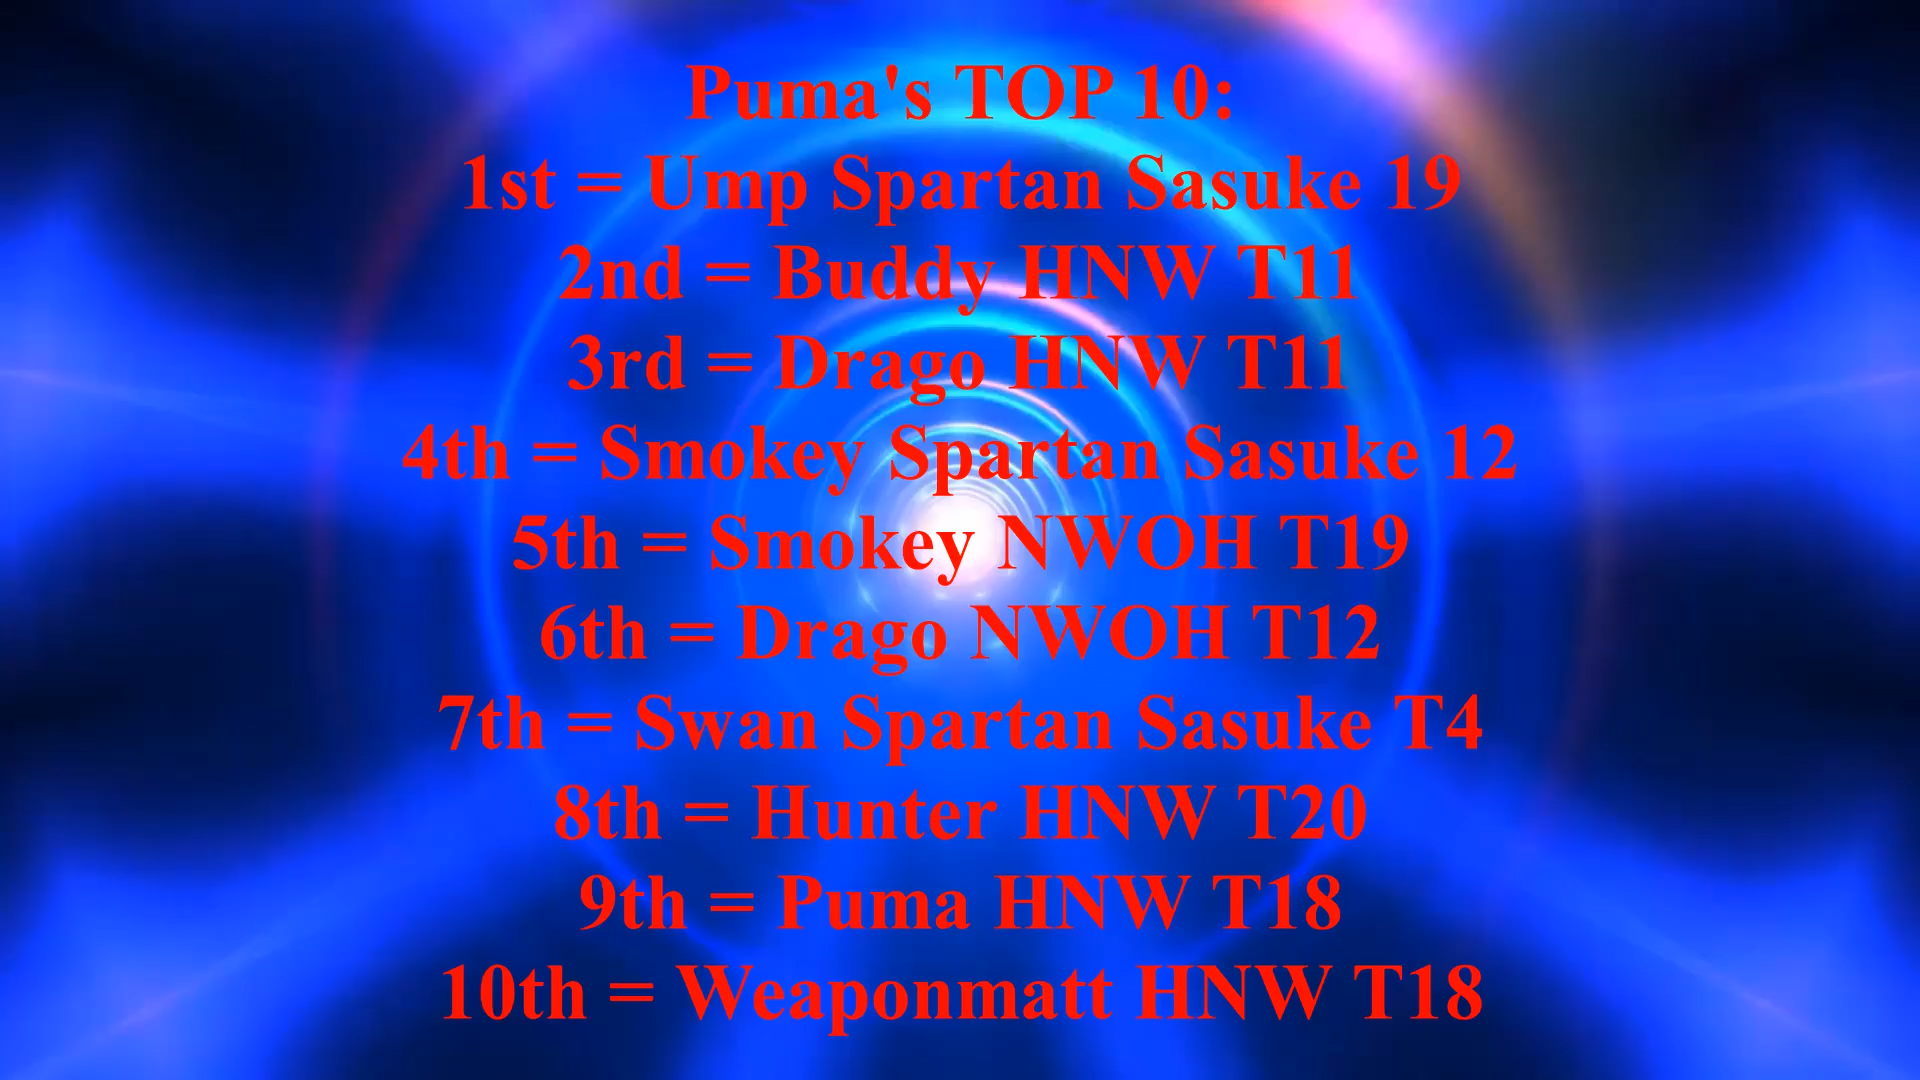 Puma's TOP 10:
1st = Ump Spartan Sasuke 19
2nd = Buddy HNW T11
3rd = Drago HNW T11
4th = Smokey Spartan Sasuke 12
5th = Smokey NWOH T19
6th = Drago NWOH T12
7th = Swan Spartan Sasuke T4
8th = Hunter HNW T20
9th = Puma HNW T18
10th = Weaponmatt HNW T18